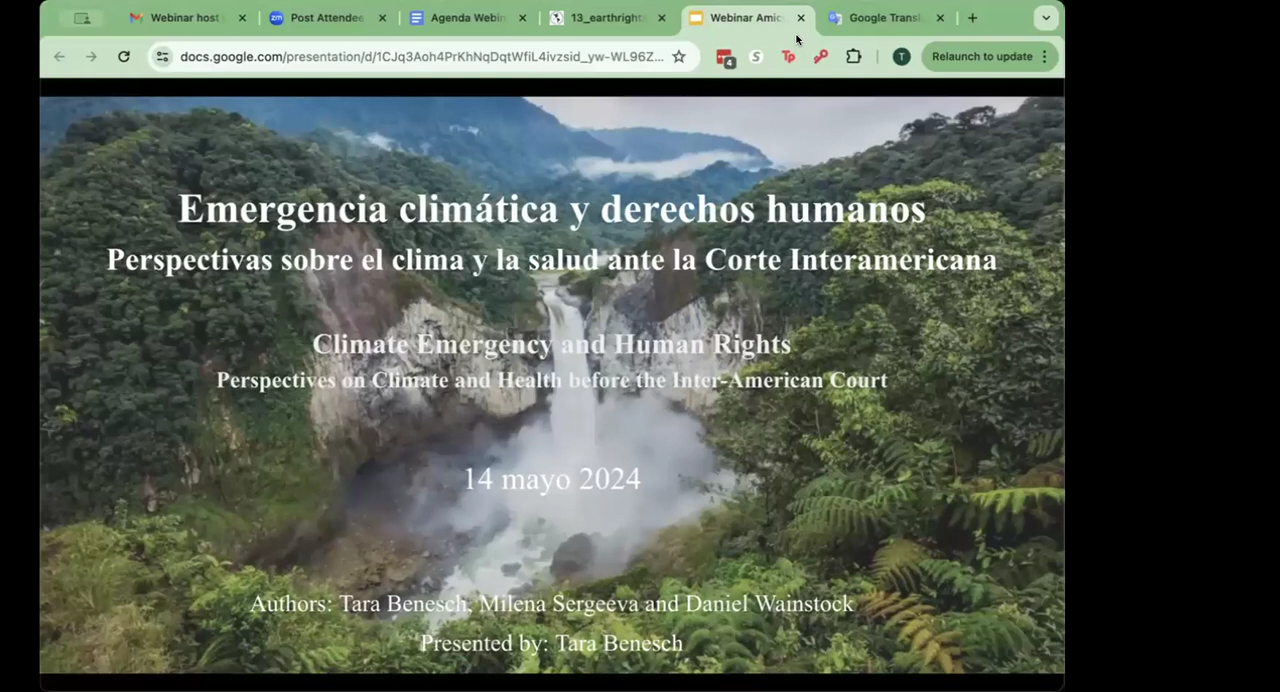 Webinar host
zm
Post Attendee
Agenda Webin
13_earthright
Webinar Amic
Google Transl
docs.google.com/presentation/d/1CJq3Aoh4PrKhNqDqtWfiL4ivzsid_yw-WL96Z...
4
S
Tp
T
Relaunch to update
Emergencia climática y derechos humanos
Perspectivas sobre el clima y la salud ante la Corte Interamericana
Climate Emergency and Human Rights
Perspectives on Climate and Health before the Inter-American Court
14 mayo 2024
Authors: Tara Benesch, Milena Sergeeva and Daniel Wainstock
Presented by: Tara Benesch